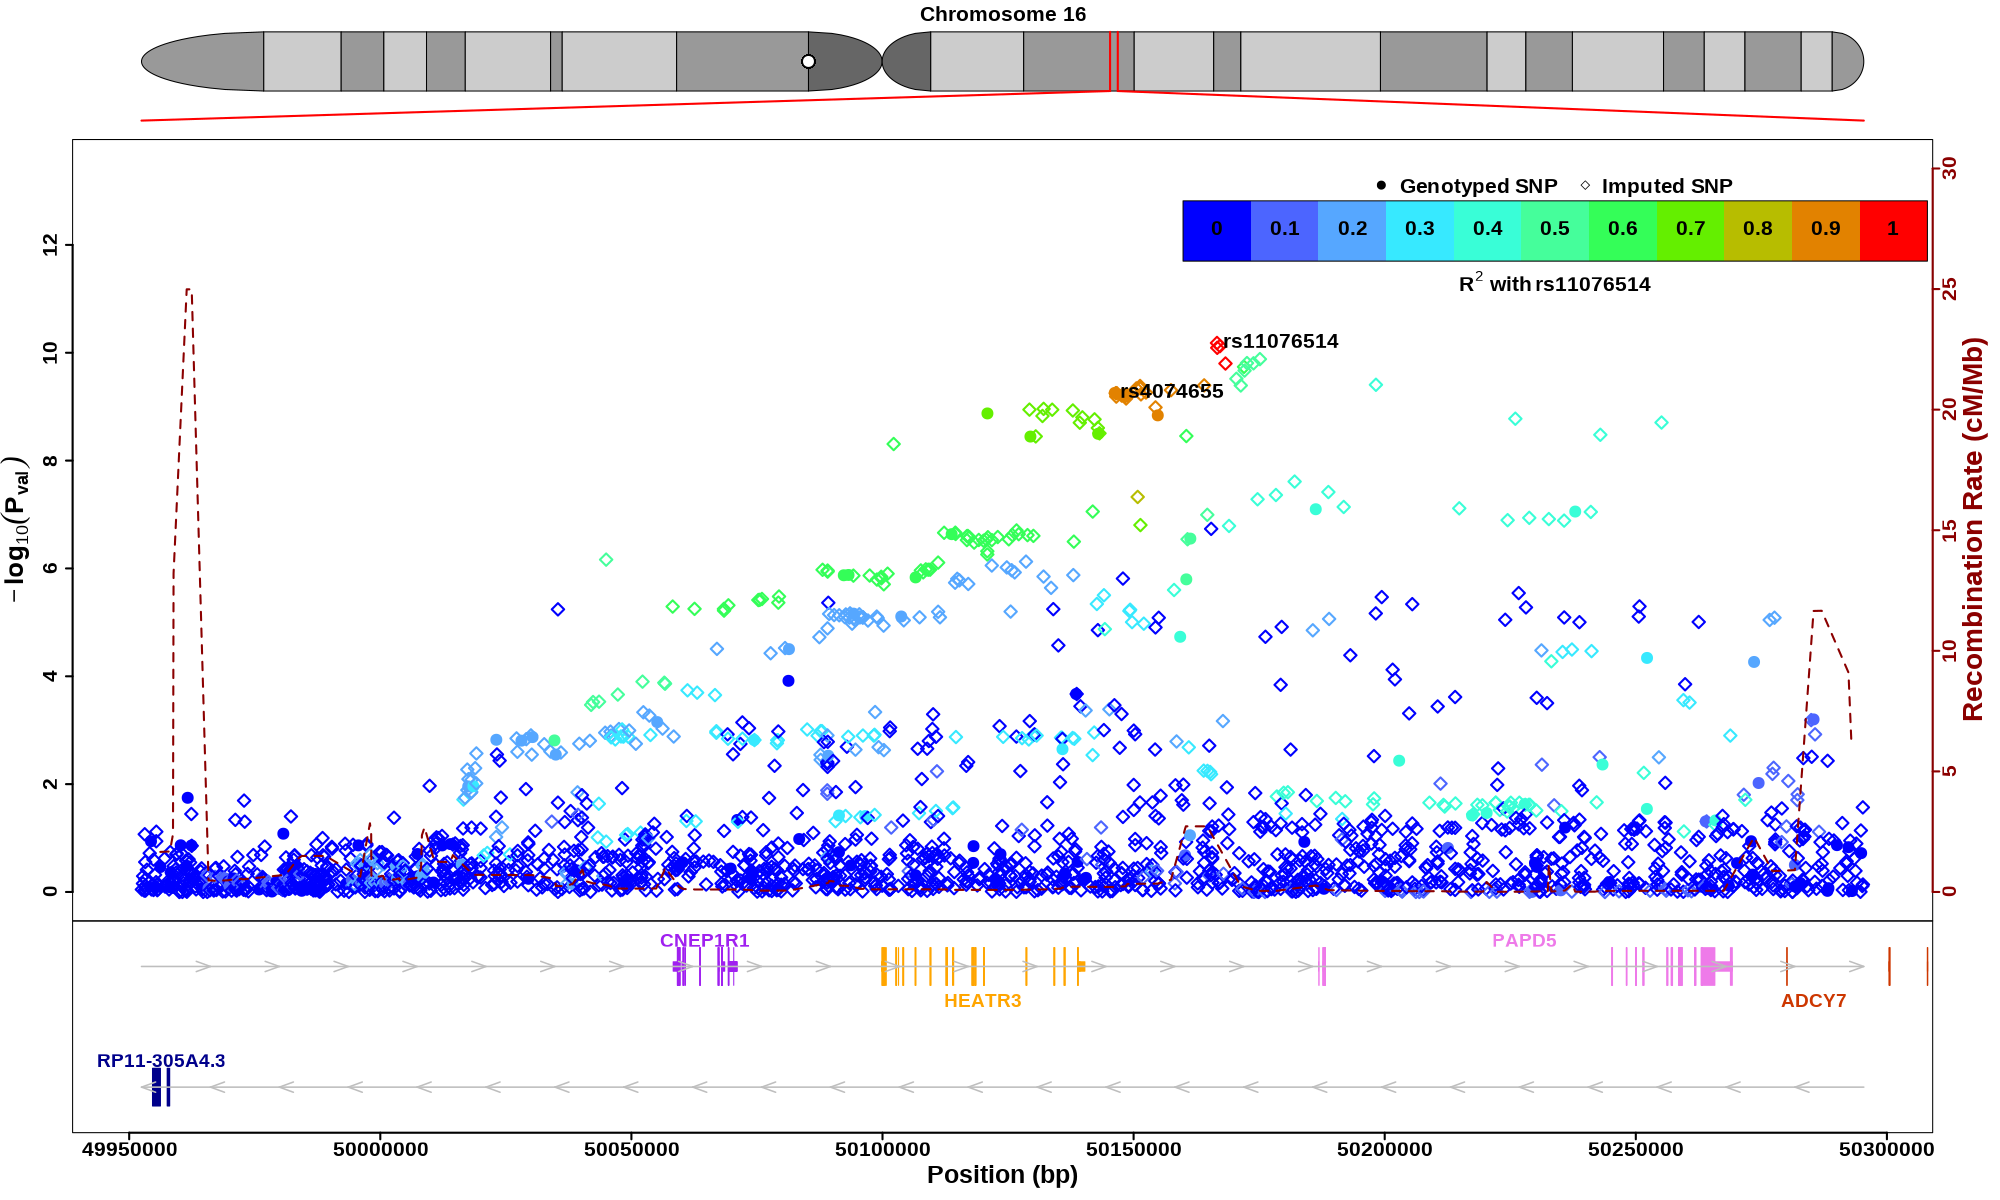 Chromosome 16
Genotyped SNP Imputed SNP
0 0.1 0.2 0.3 0.4 0.5 0.6 0.7 0.8 0.9 1
R² with rs11076514
rs11076514
rs4074655
−log₁₀(Pval)
0 2 4 6 8 10 12
Recombination Rate (cM/Mb)
0 5 10 15 20 25 30
CNEP1R1 PAPD5
HEATR3 ADCY7
RP11-305A4.3
49950000 50000000 50050000 50100000 50150000 50200000 50250000 50300000
Position (bp)